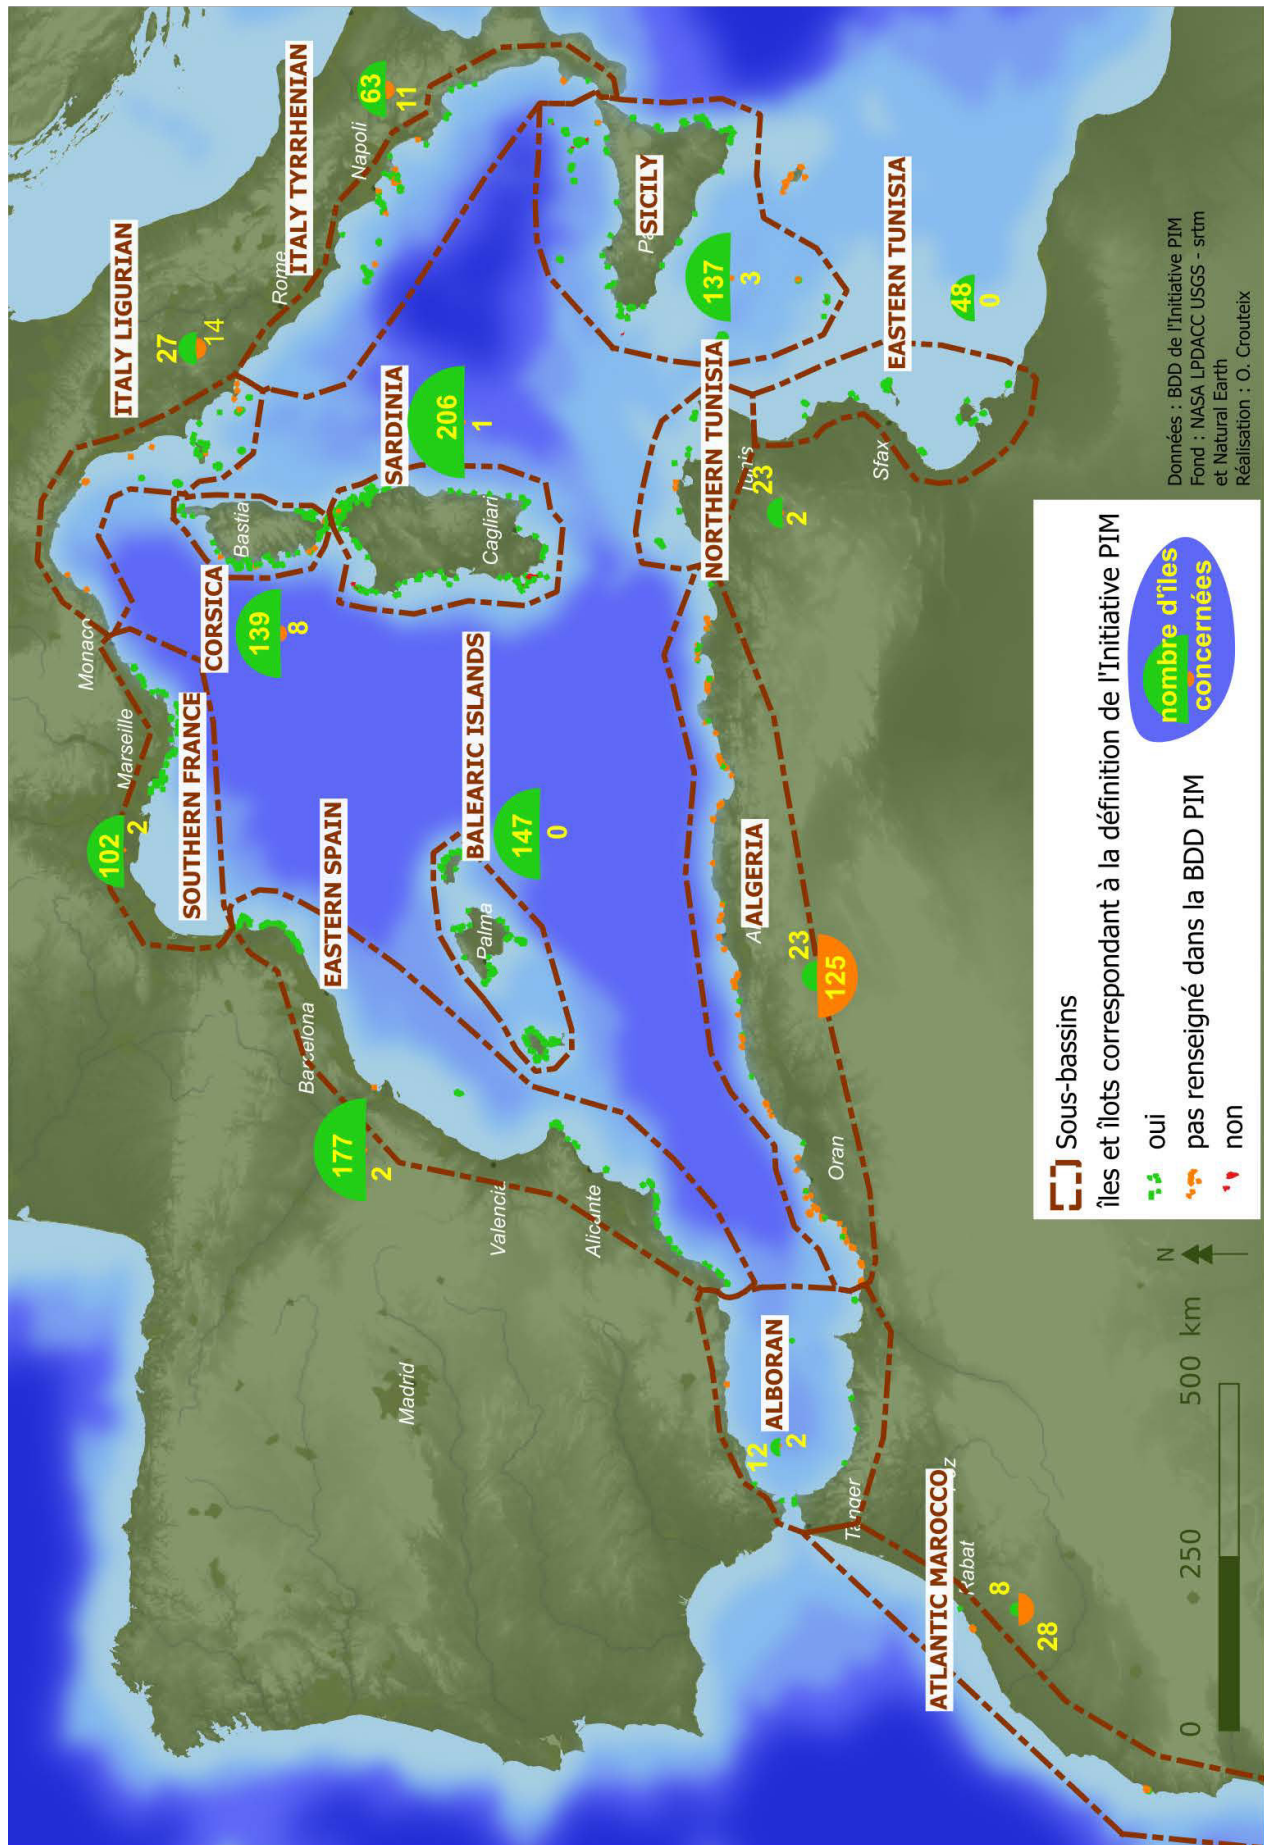 ITALY LIGURIAN
27
14
ITALY TYRRHENIAN
63
11
Napoli
Rome
Monaco
Marseille
102
2
SOUTHERN FRANCE
CORSICA
139
8
Bastia
SARDINIA
206
1
Cagliari
SICILY
137
3
Barcelona
EASTERN SPAIN
177
2
BALEARIC ISLANDS
147
0
Palma
Madrid
Valencia
Alicante
NORTHERN TUNISIA
Tunis
23
2
EASTERN TUNISIA
48
0
Sfax
ALGERIA
23
125
Oran
ALBORAN
12
2
Tanger
ATLANTIC MAROCCO
Rabat
8
28
0
250
500 km
N
Sous-bassins
îles et îlots correspondant à la définition de l'Initiative PIM
oui
pas renseigné dans la BDD PIM
non
nombre d'îles
concernées
Données : BDD de l'Initiative PIM
Fond : NASA LPDACC USGS - srtm
et Natural Earth
Réalisation : O. Crouteix